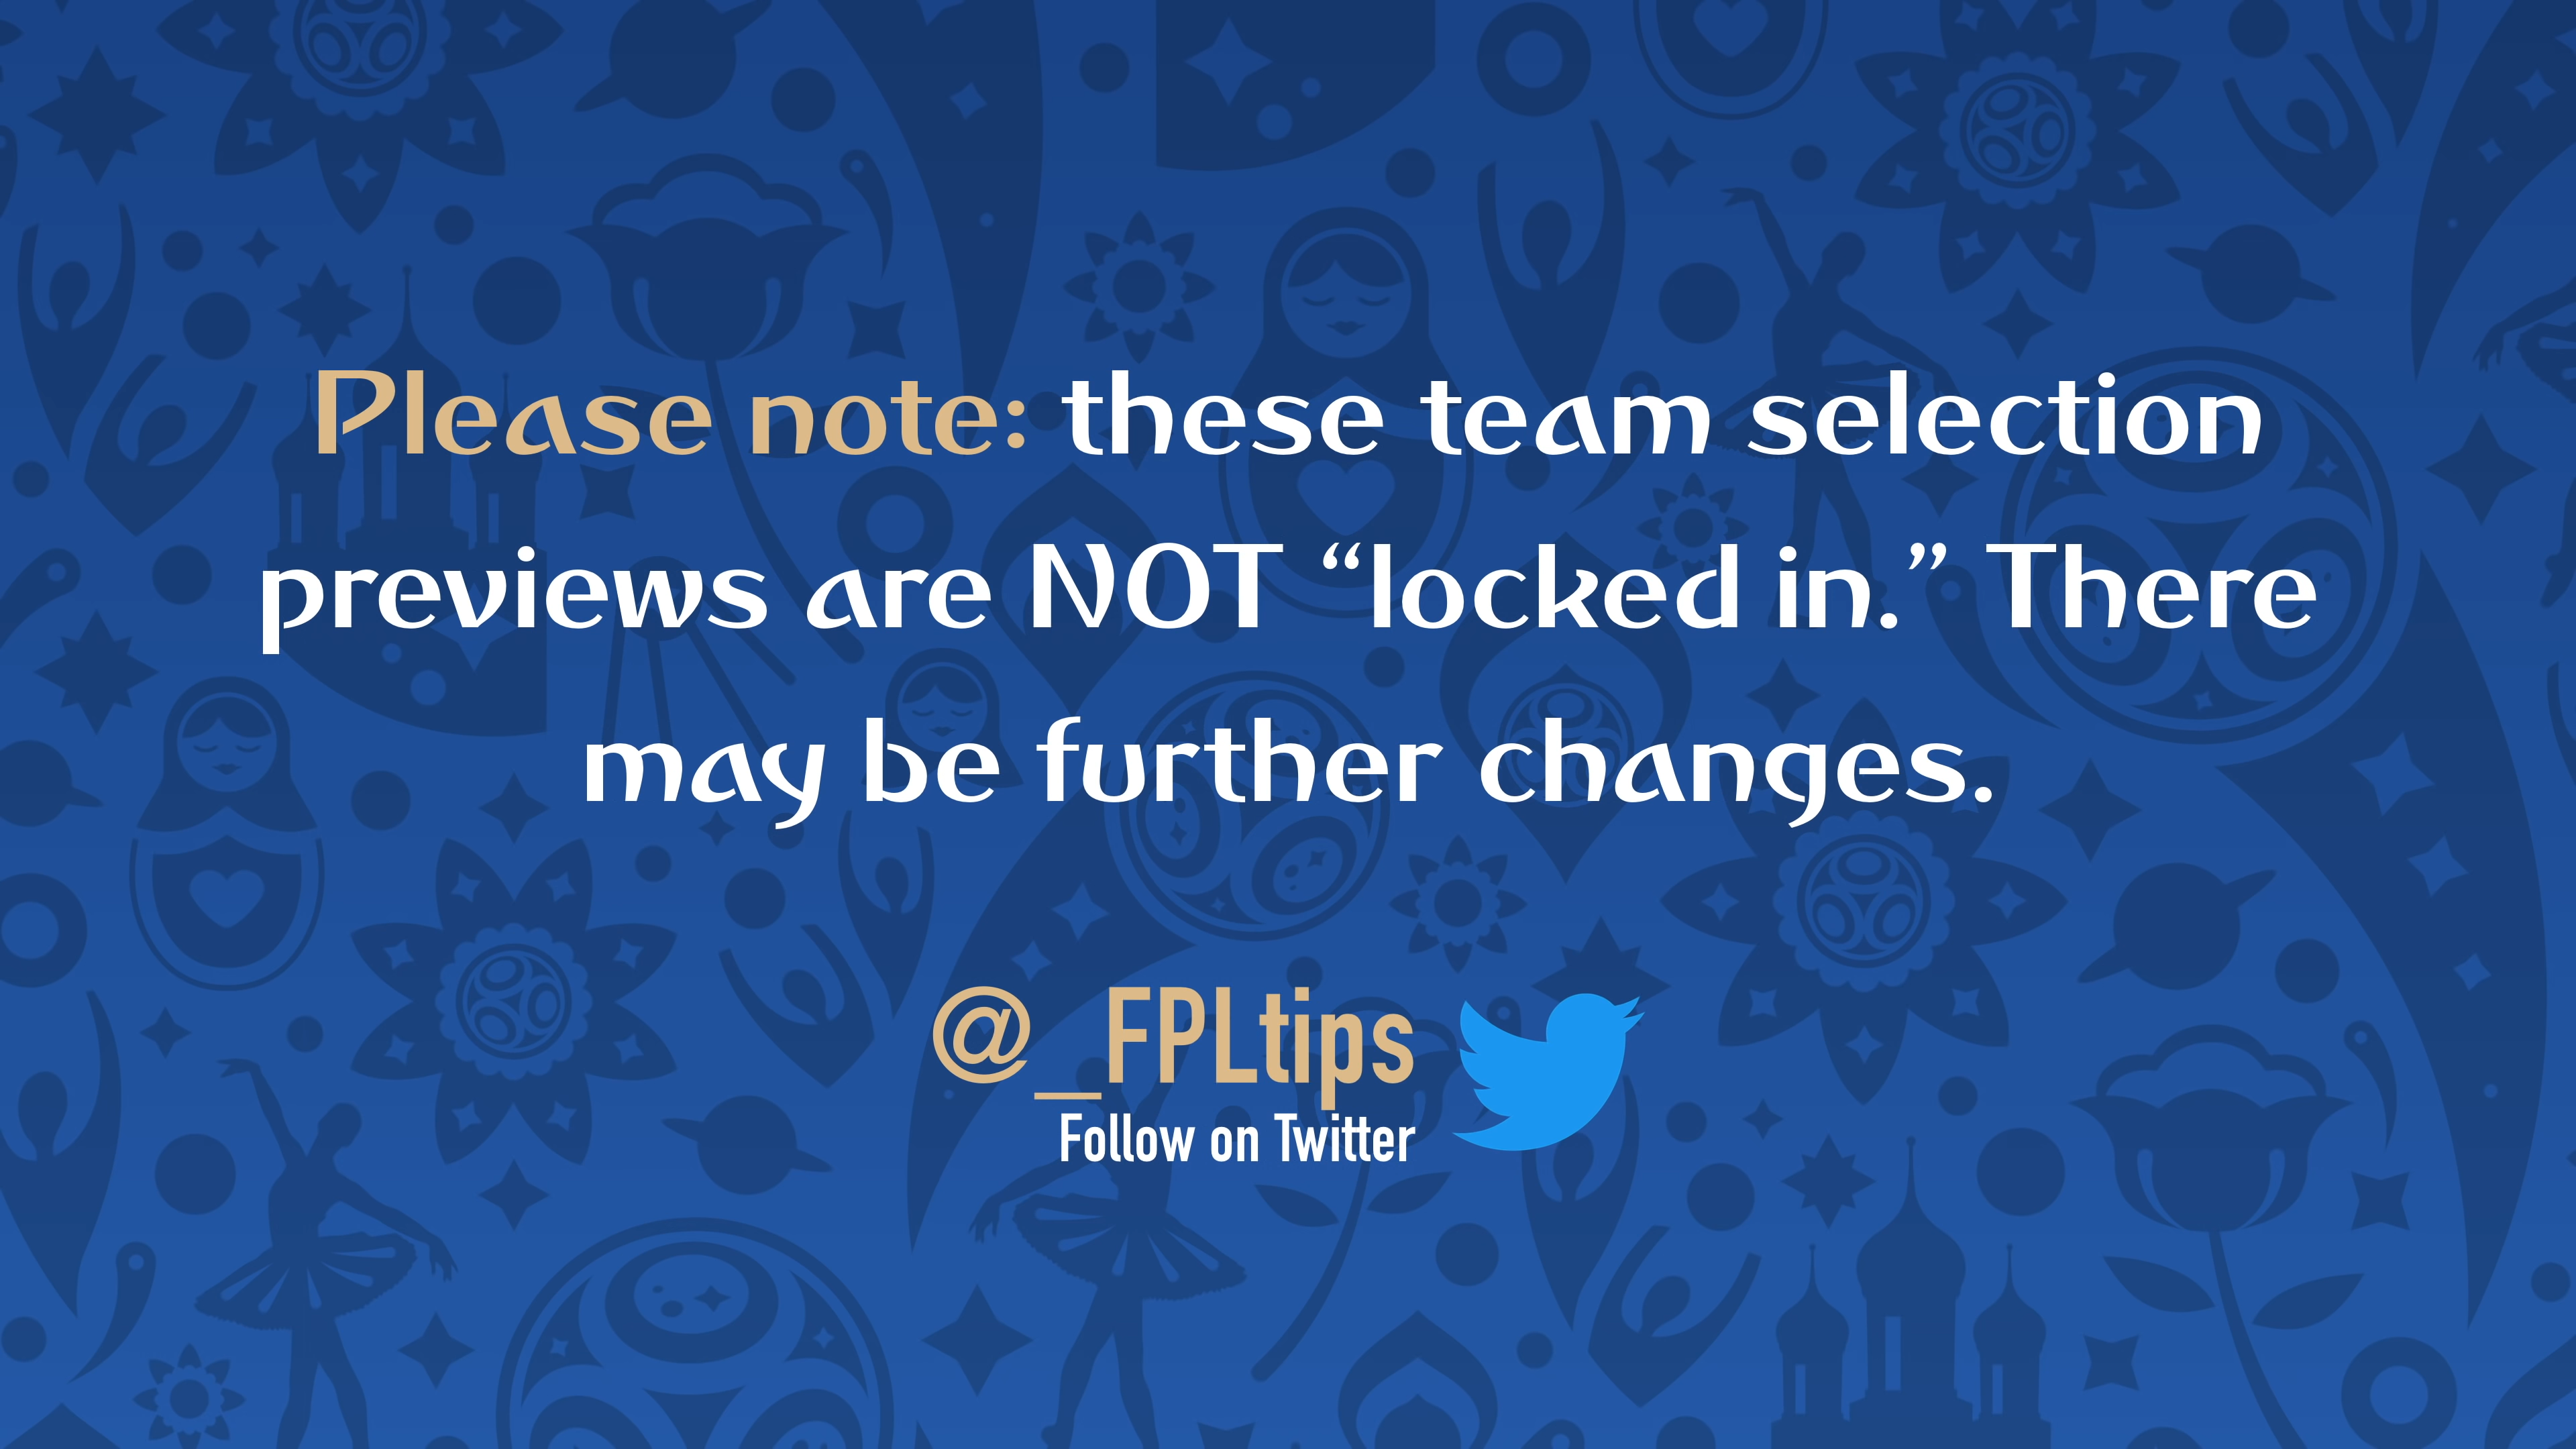 Please note: these team selection
previews are NOT “locked in.” There
may be further changes.
@_FPLtips
Follow on Twitter